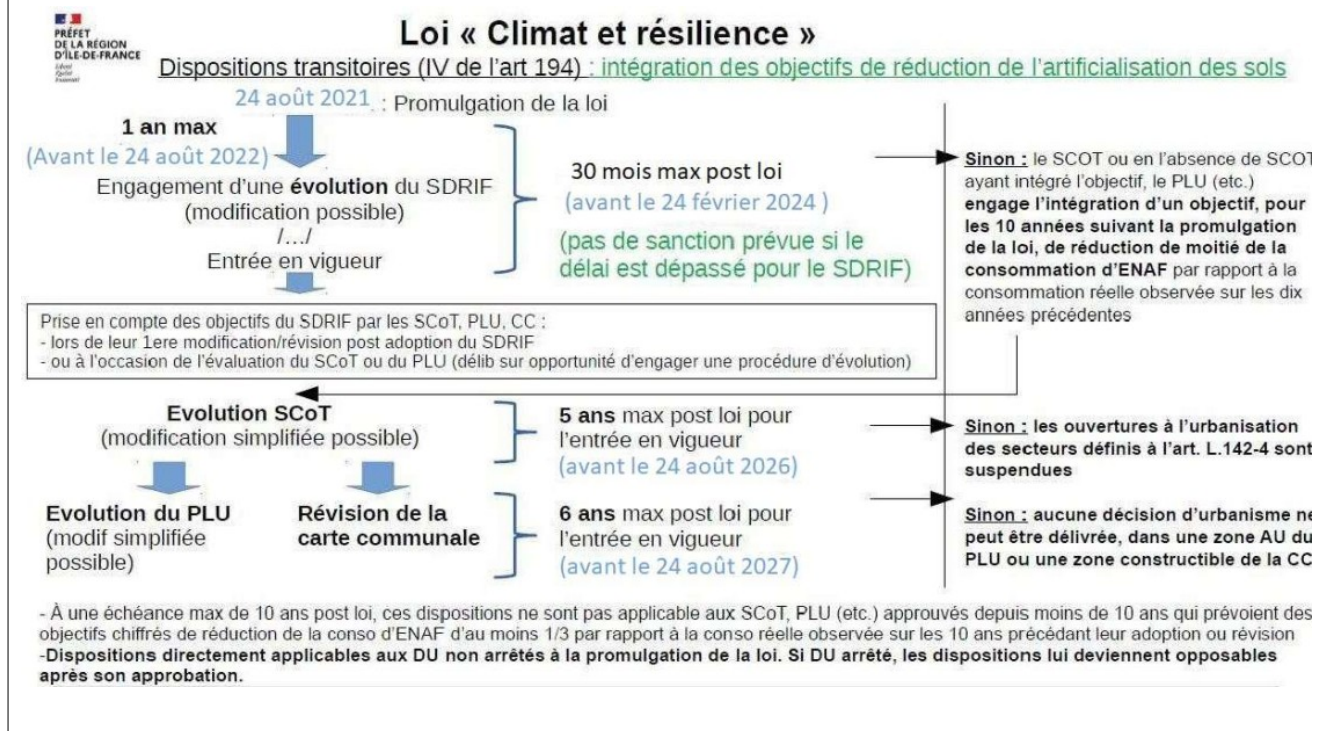 PRÉFET
DE LA RÉGION
D'ÎLE-DE-FRANCE
Liberté
Égalité
Fraternité
Loi « Climat et résilience »
Dispositions transitoires (IV de l'art 194) : intégration des objectifs de réduction de l'artificialisation des sols
24 août 2021 : Promulgation de la loi
1 an max
(Avant le 24 août 2022)
Engagement d'une évolution du SDRIF
(modification possible)
/.../
Entrée en vigueur
30 mois max post loi
(avant le 24 février 2024 )
(pas de sanction prévue si le
délai est dépassé pour le SDRIF)
Sinon : le SCOT ou en l'absence de SCOT
ayant intégré l'objectif, le PLU (etc.)
engage l'intégration d'un objectif, pour
les 10 années suivant la promulgation
de la loi, de réduction de moitié de la
consommation d'ENAF par rapport à la
consommation réelle observée sur les dix
années précédentes
Prise en compte des objectifs du SDRIF par les SCoT, PLU, CC :
- lors de leur 1ere modification/révision post adoption du SDRIF
- ou à l'occasion de l'évaluation du SCoT ou du PLU (délib sur opportunité d'engager une procédure d'évolution)
Evolution SCoT
(modification simplifiée possible)
5 ans max post loi pour
l'entrée en vigueur
(avant le 24 août 2026)
Sinon : les ouvertures à l'urbanisation
des secteurs définis à l'art. L.142-4 sont
suspendues
Evolution du PLU
(modif simplifiée
possible)
Révision de la
carte communale
6 ans max post loi pour
l'entrée en vigueur
(avant le 24 août 2027)
Sinon : aucune décision d'urbanisme ne
peut être délivrée, dans une zone AU du
PLU ou une zone constructible de la CC
- À une échéance max de 10 ans post loi, ces dispositions ne sont pas applicable aux SCoT, PLU (etc.) approuvés depuis moins de 10 ans qui prévoient des
objectifs chiffrés de réduction de la conso d'ENAF d'au moins 1/3 par rapport à la conso réelle observée sur les 10 ans précédant leur adoption ou révision
-Dispositions directement applicables aux DU non arrêtés à la promulgation de la loi. Si DU arrêté, les dispositions lui deviennent opposables
après son approbation.